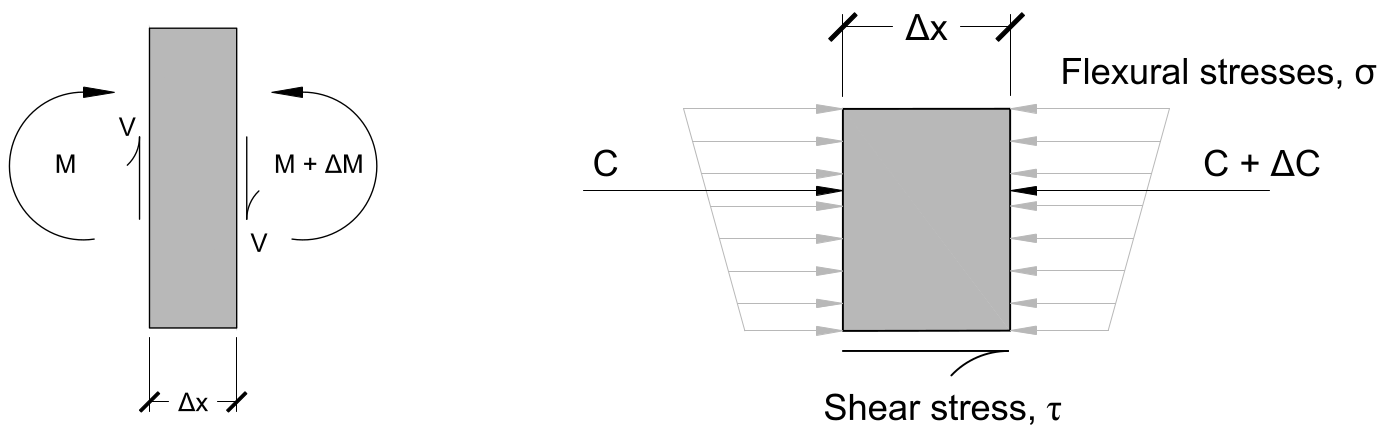 Δx
Flexural stresses, σ
V
M
M + ΔM
V
C
C + ΔC
Δx
Shear stress, τ